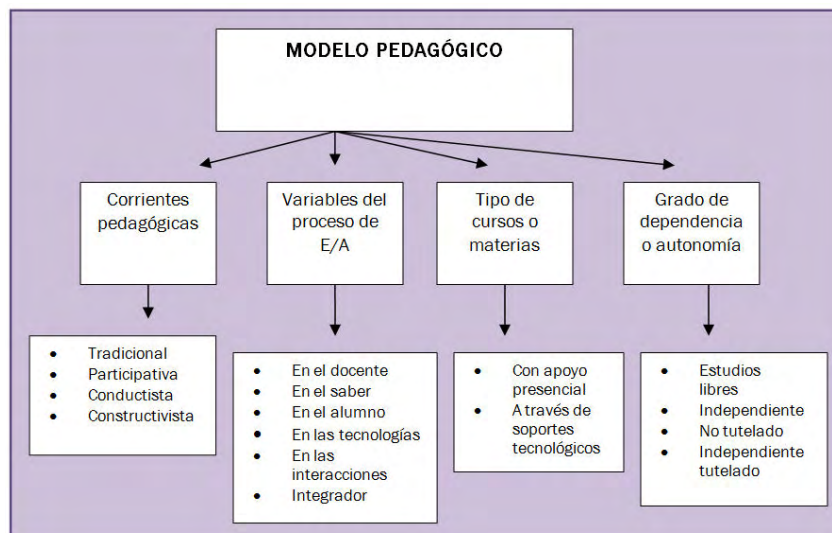 MODELO PEDAGÓGICO
Corrientes
pedagógicas
Variables del
proceso de
E/A
Tipo de
cursos o
materias
Grado de
dependencia
o autonomía
• Tradicional
• Participativa
• Conductista
• Constructivista
• En el docente
• En el saber
• En el alumno
• En las tecnologías
• En las
interacciones
• Integrador
• Con apoyo
presencial
• A través de
soportes
tecnológicos
• Estudios
libres
• Independiente
• No tutelado
• Independiente
tutelado